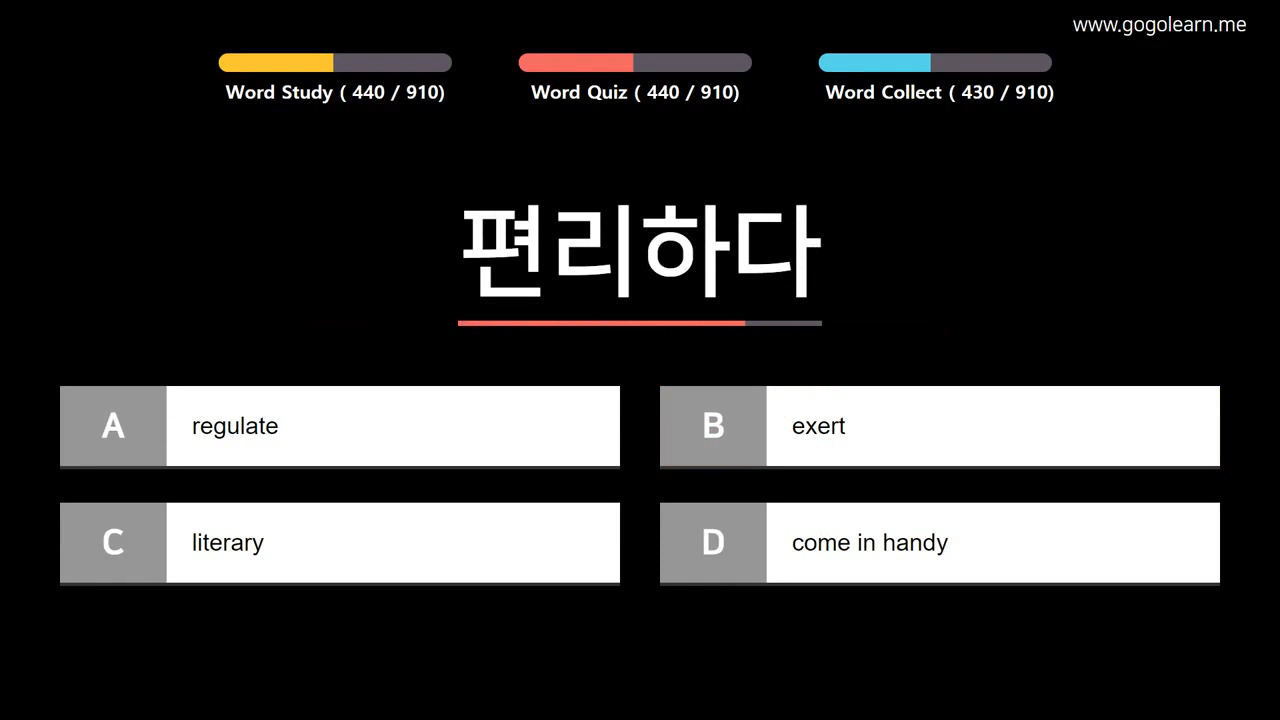 www.gogolearn.me
Word Study ( 440 / 910)
Word Quiz ( 440 / 910)
Word Collect ( 430 / 910)
편리하다
A regulate
B exert
C literary
D come in handy